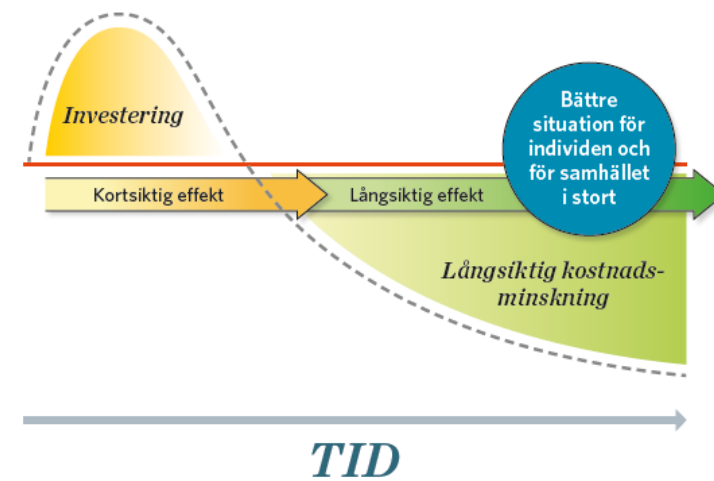 Investering
Bättre
situation för
individen och
för samhället
i stort
Kortsiktig effekt
Långsiktig effekt
Långsiktig kostnads-
minskning
TID